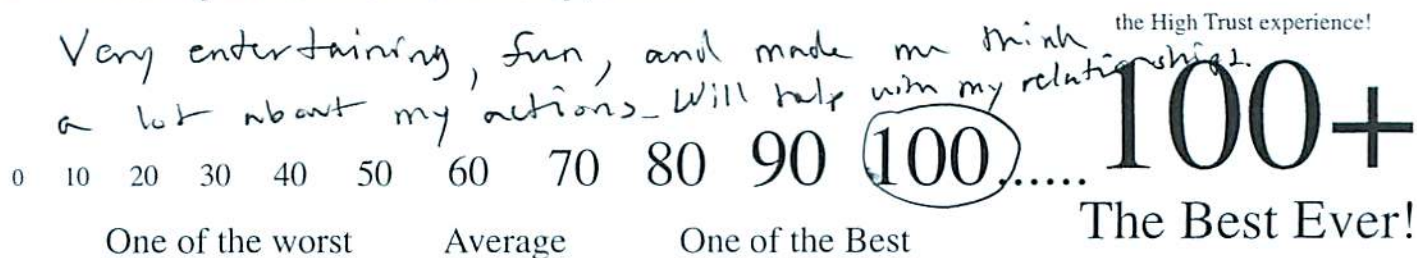 the High Trust experience!
Very entertaining, fun, and made me think
a lot about my actions. Will help with my relationships.
0 10 20 30 40 50 60 70 80 90 100......100+
One of the worst Average One of the Best The Best Ever!